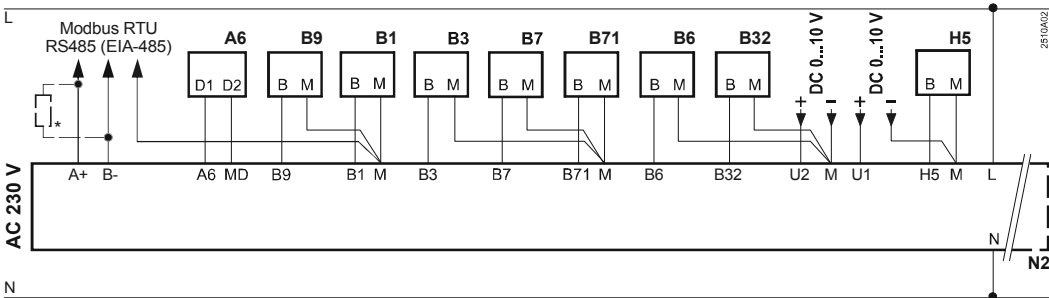 L
Modbus RTU
RS485 (EIA-485)
A6 B9 B1 B3 B7 B71 B6 B32 DC 0...10 V DC 0...10 V H5
2510A02
D1 D2 B M B M B M B M B M B M B M + - + - B M
*
A+ B- A6 MD B9 B1 M B3 B7 B71 M B6 B32 U2 M U1 H5 M L
AC 230 V
N
N2
N